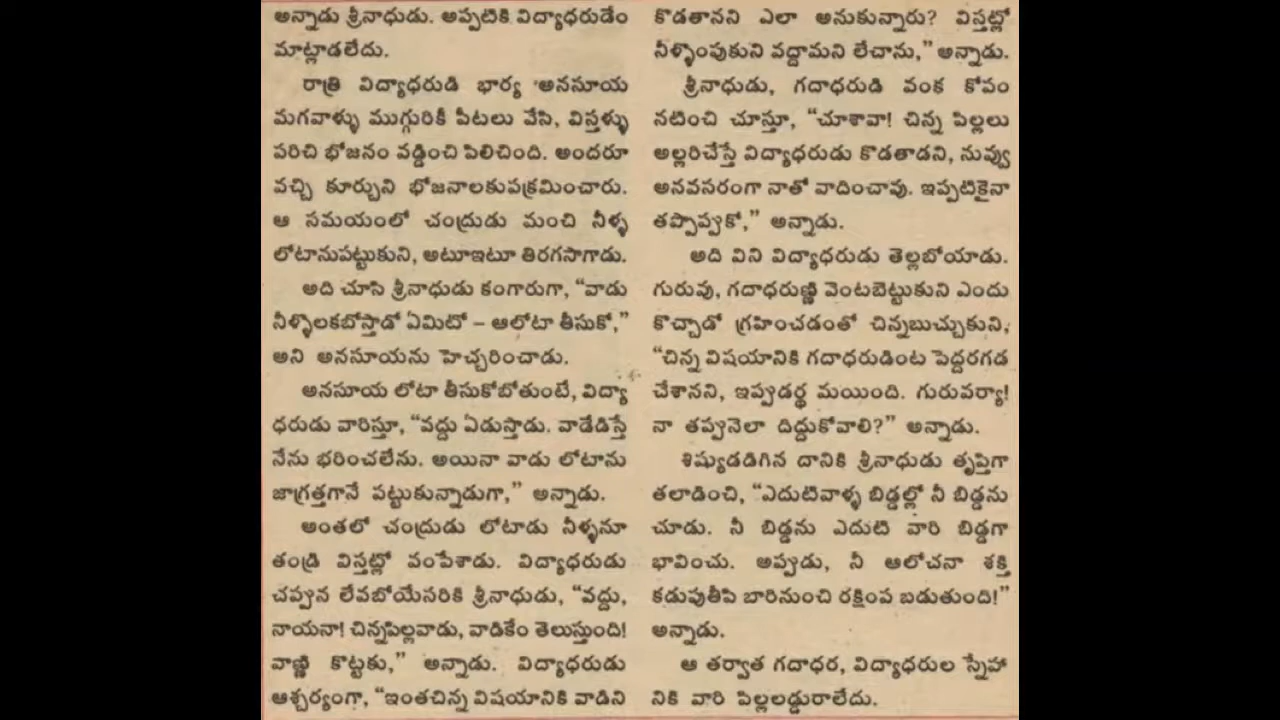 అన్నాడు శ్రీనాధుడు. అప్పటికి విద్యాధరుడేం
మాట్లాడలేదు.
రాత్రి విద్యాధరుడి భార్య అనసూయ
మగవాళ్ళు ముగ్గురికీ పీటలు వేసి, విస్తళ్ళు
పరిచి భోజనం వడ్డించి పిలిచింది. అందరూ
వచ్చి కూర్చుని భోజనాలకుపక్రమించారు.
ఆ సమయంలో చంద్రుడు మంచి నీళ్ళ
లోటానుపట్టుకుని, అటూఇటూ తిరగసాగాడు.
అది చూసి శ్రీనాధుడు కంగారుగా, “వాడు
నీళ్ళొలకబోస్తాడో ఏమిటో – ఆలోటా తీసుకో,”
అని అనసూయను హెచ్చరించాడు.
అనసూయ లోటా తీసుకోబోతుంటే, విద్యా
ధరుడు వారిస్తూ, “వద్దు ఏడుస్తాడు. వాడేడిస్తే
నేను భరించలేను. అయినా వాడు లోటాను
జాగ్రత్తగానే పట్టుకున్నాడుగా,” అన్నాడు.
అంతలో చంద్రుడు లోటాడు నీళ్ళనూ
తండ్రి విస్తట్లో వంపేశాడు. విద్యాధరుడు
చప్పున లేవబోయేసరికి శ్రీనాధుడు, “వద్దు,
నాయనా! చిన్నపిల్లవాడు, వాడికేం తెలుస్తుంది!
వాణ్ణి కొట్టకు,” అన్నాడు. విద్యాధరుడు
ఆశ్చర్యంగా, “ఇంతచిన్న విషయానికి వాడిని
కొడతానని ఎలా అనుకున్నారు? విస్తట్లో
నీళ్ళొంపుకుని వద్దామని లేచాను,” అన్నాడు.
శ్రీనాధుడు, గదాధరుడి వంక కోపం
నటించి చూస్తూ, “చూశావా! చిన్న పిల్లలు
అల్లరిచేస్తే విద్యాధరుడు కొడతాడని, నువ్వు
అనవసరంగా నాతో వాదించావు. ఇప్పటికైనా
తప్పొప్పుకో,” అన్నాడు.
అది విని విద్యాధరుడు తెల్లబోయాడు.
గురువు, గదాధరుణ్ణి వెంటబెట్టుకుని ఎందు
కొచ్చాడో గ్రహించడంతో చిన్నబుచ్చుకుని,
“చిన్న విషయానికి గదాధరుడింట పెద్దరగడ
చేశానని, ఇప్పుడర్థ మయింది. గురువర్యా!
నా తప్పునెలా దిద్దుకోవాలి?” అన్నాడు.
శిష్యుడడిగిన దానికి శ్రీనాధుడు తృప్తిగా
తలాడించి, “ఎదుటివాళ్ళ బిడ్డల్లో నీ బిడ్డను
చూడు. నీ బిడ్డను ఎదుటి వారి బిడ్డగా
భావించు. అప్పుడు, నీ ఆలోచనా శక్తి
కడుపుతీపి బారినుంచి రక్షింప బడుతుంది!”
అన్నాడు.
ఆ తర్వాత గదాధర, విద్యాధరుల స్నేహా
నికి వారి పిల్లలడ్డురాలేదు.